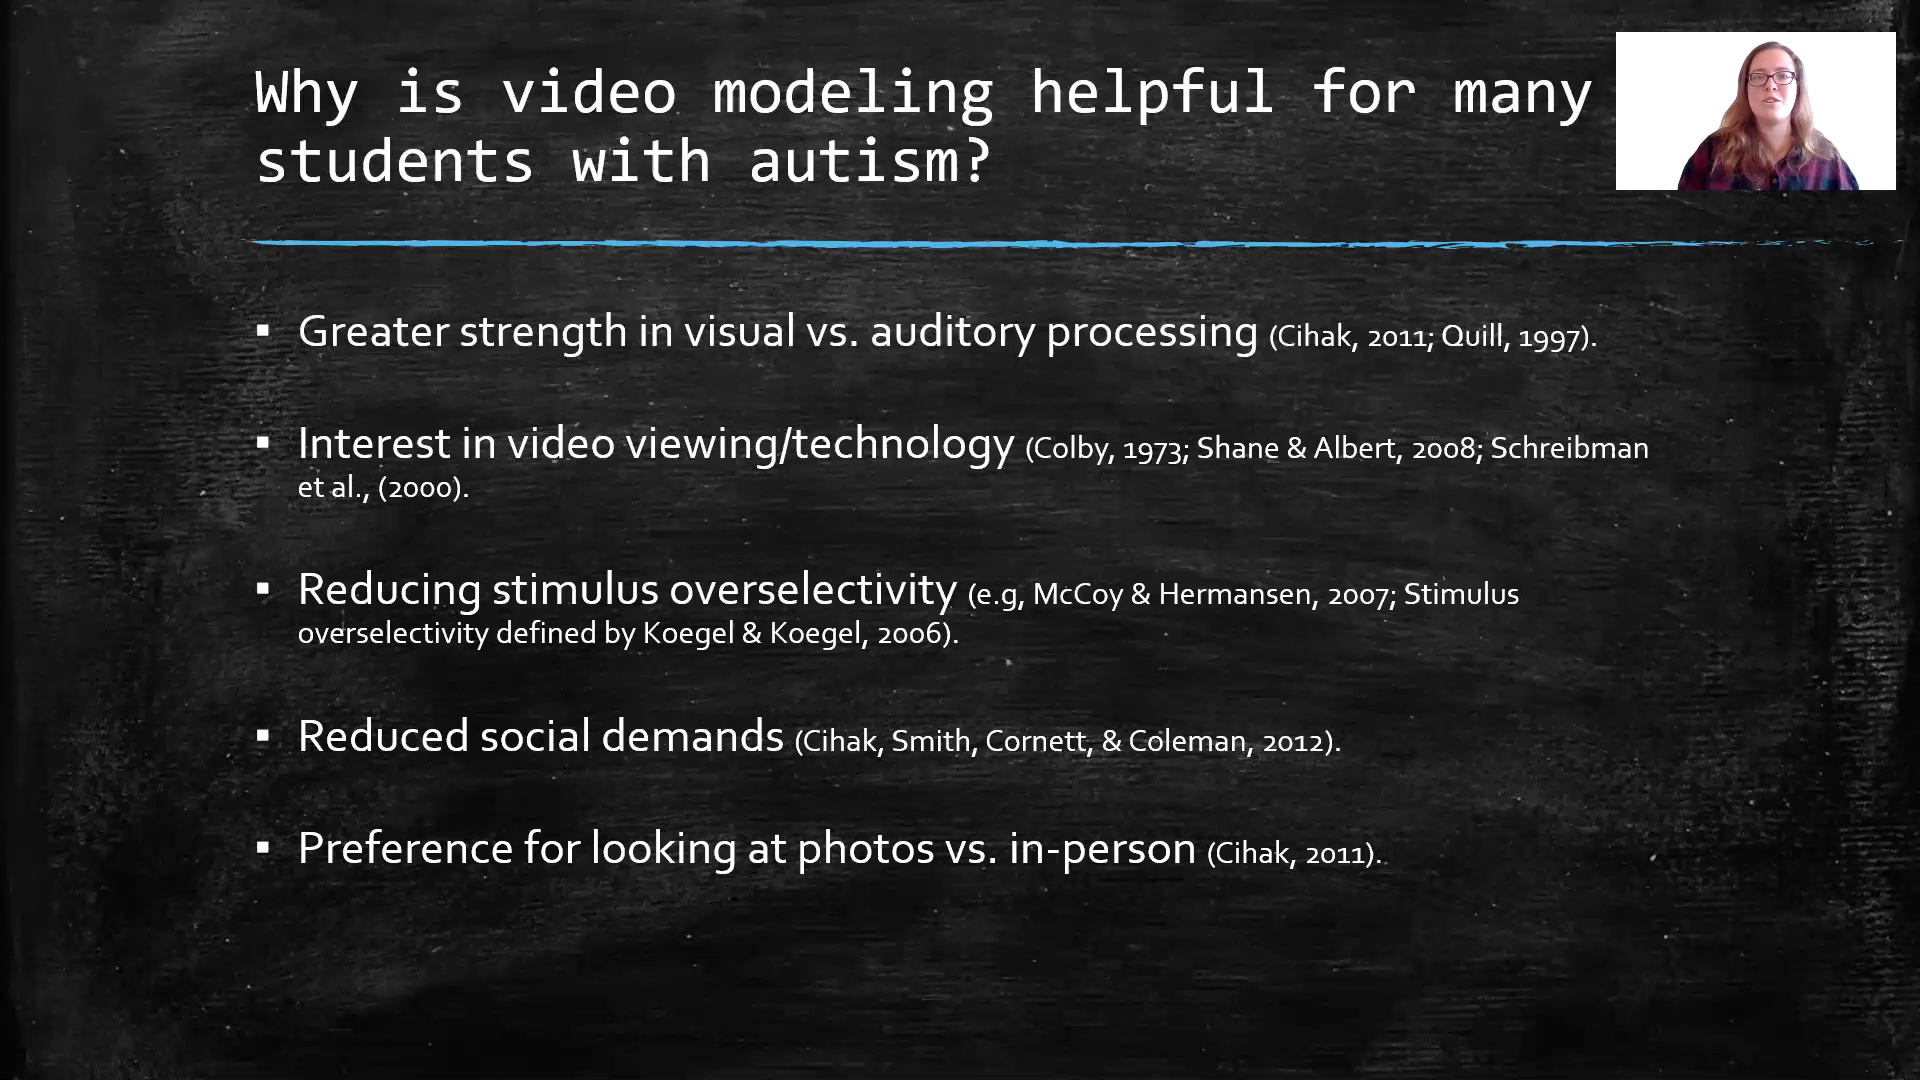 Why is video modeling helpful for many
students with autism?
▪ Greater strength in visual vs. auditory processing (Cihak, 2011; Quill, 1997).
▪ Interest in video viewing/technology (Colby, 1973; Shane & Albert, 2008; Schreibman
et al., (2000).
▪ Reducing stimulus overselectivity (e.g, McCoy & Hermansen, 2007; Stimulus
overselectivity defined by Koegel & Koegel, 2006).
▪ Reduced social demands (Cihak, Smith, Cornett, & Coleman, 2012).
▪ Preference for looking at photos vs. in-person (Cihak, 2011).